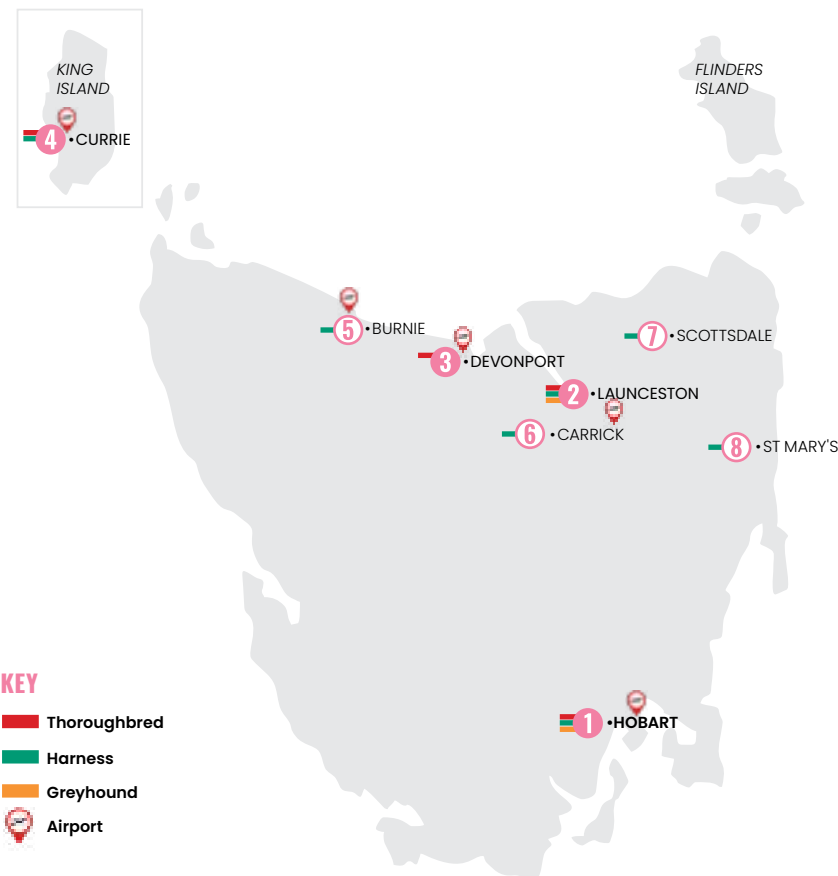 KING
ISLAND
FLINDERS
ISLAND
4 •CURRIE
5 •BURNIE
7 •SCOTTSDALE
3 •DEVONPORT
2 •LAUNCESTON
6 •CARRICK
8 •ST MARY'S
1 •HOBART
KEY
Thoroughbred
Harness
Greyhound
Airport